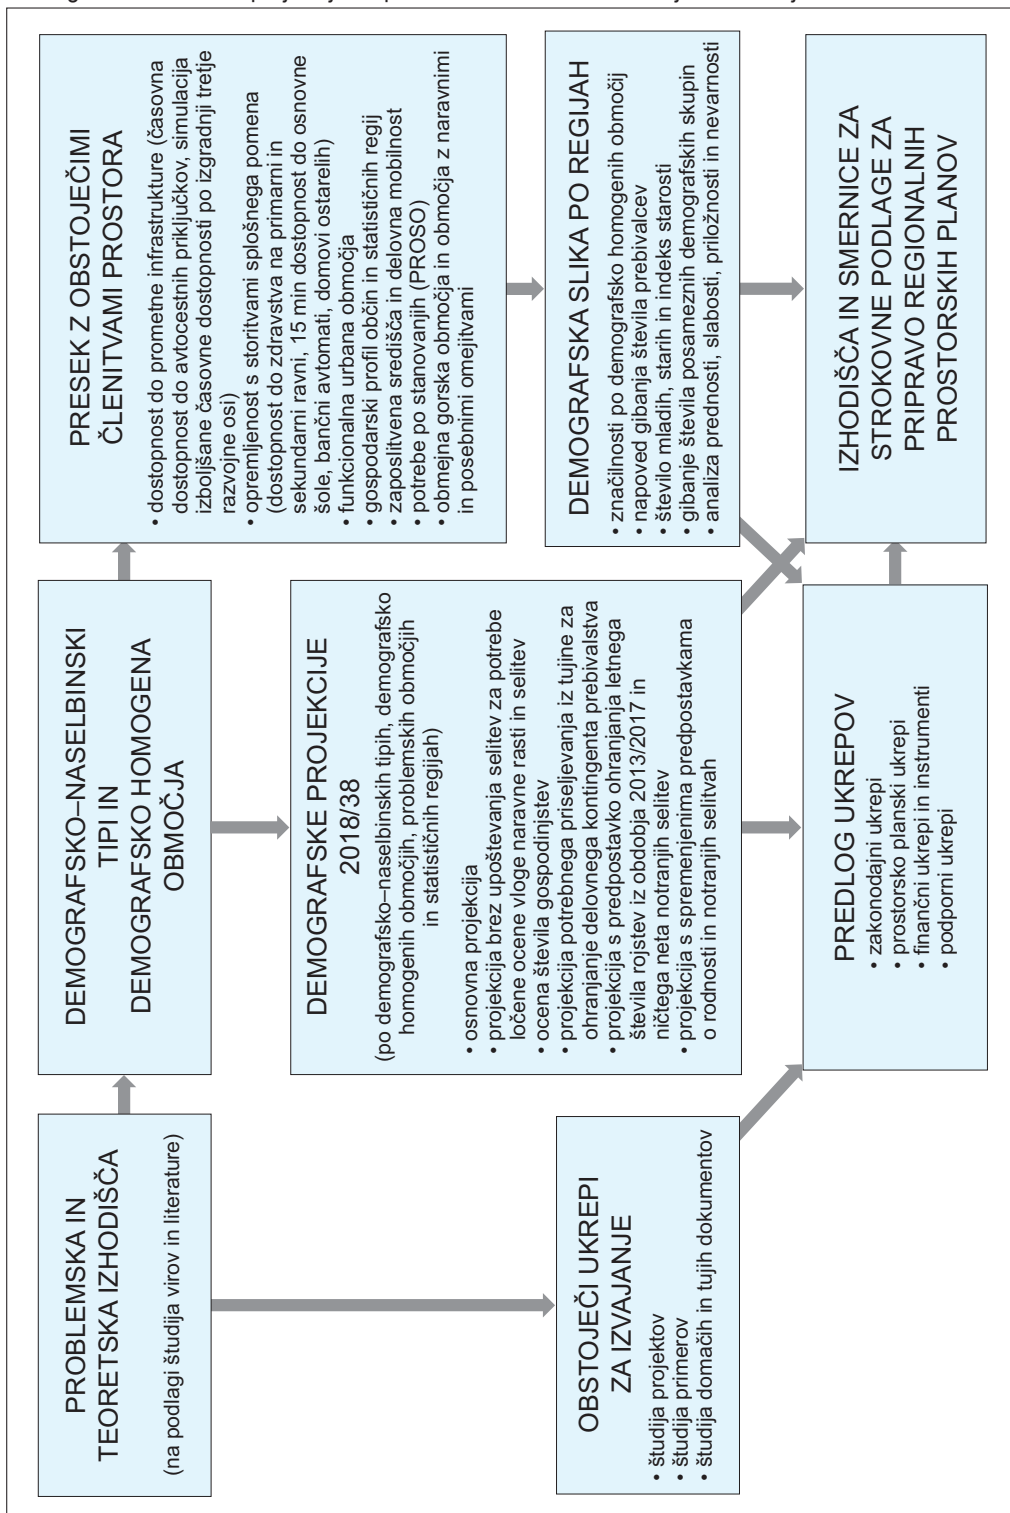 PROBLEMSKA IN
TEORETSKA IZHODIŠČA
(na podlagi študija virov in literature)
DEMOGRAFSKO–NASELBINSKI
TIPI IN
DEMOGRAFSKO HOMOGENA
OBMOČJA
PRESEK Z OBSTOJEČIMI
ČLENITVAMI PROSTORA
• dostopnost do prometne infrastrukture (časovna
dostopnost do avtocestnih priključkov, simulacija
izboljšane časovne dostopnosti po izgradnji tretje
razvojne osi)
• opremljenost s storitvami splošnega pomena
(dostopnost do zdravstva na primarni in
sekundarni ravni, 15 min dostopnost do osnovne
šole, bančni avtomati, domovi ostarelih)
• funkcionalna urbana območja
• gospodarski profil občin in statističnih regij
• zaposlitvena središča in delovna mobilnost
• potrebe po stanovanjih (PROSO)
• obmejna gorska območja in območja z naravnimi
in posebnimi omejitvami
DEMOGRAFSKE PROJEKCIJE
2018/38
(po demografsko–naselbinskih tipih, demografsko
homogenih območjih, problemskih območjih
in statističnih regijah)
• osnovna projekcija
• projekcija brez upoštevanja selitev za potrebe
ločene ocene vloge naravne rasti in selitev
• ocena števila gospodinjstev
• projekcija potrebnega priseljevanja iz tujine za
ohranjanje delovnega kontingenta prebivalstva
• projekcija s predpostavko ohranjanja letnega
števila rojstev iz obdobja 2013/2017 in
ničtega neta notranjih selitev
• projekcija s spremenjenima predpostavkama
o rodnosti in notranjih selitvah
OBSTOJEČI UKREPI
ZA IZVAJANJE
• študija projektov
• študija primerov
• študija domačih in tujih dokumentov
DEMOGRAFSKA SLIKA PO REGIJAH
• značilnosti po demografsko homogenih območij
• napoved gibanja števila prebivalcev
• število mladih, starih in indeks starosti
• gibanje števila posameznih demografskih skupin
• analiza prednosti, slabosti, priložnosti in nevarnosti
PREDLOG UKREPOV
• zakonodajni ukrepi
• prostorsko planski ukrepi
• finančni ukrepi in instrumenti
• podporni ukrepi
IZHODIŠČA IN SMERNICE ZA
STROKOVNE PODLAGE ZA
PRIPRAVO REGIONALNIH
PROSTORSKIH PLANOV